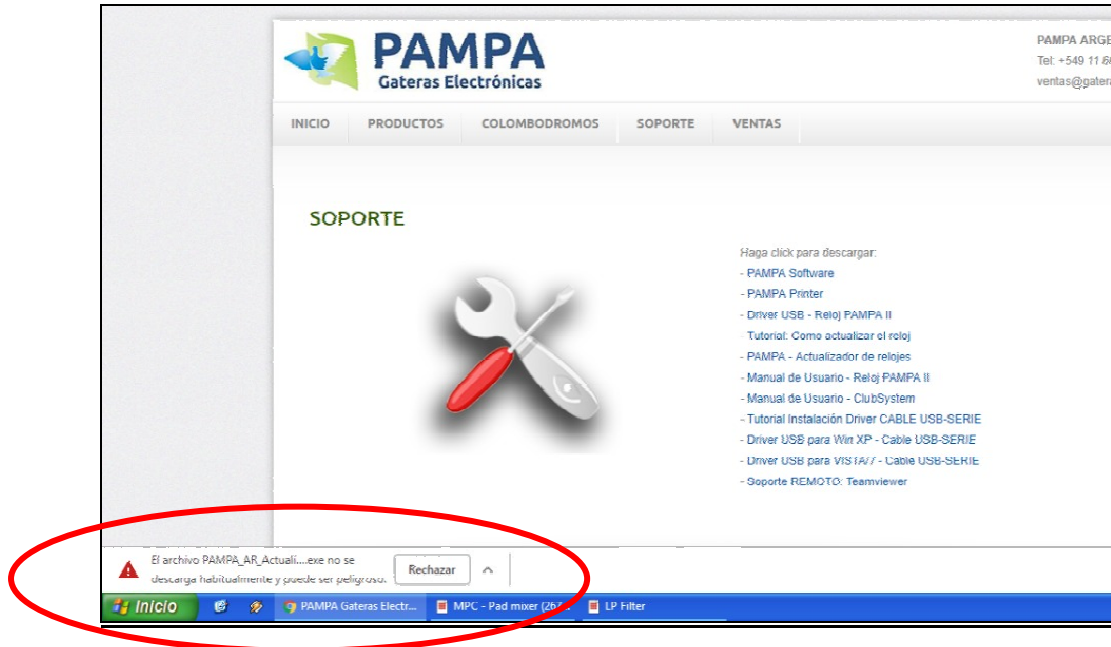 PAMPA
Gateras Electrónicas
PAMPA ARGE
Tel: +549 11
ventas@gatera
INICIO PRODUCTOS COLOMBODROMOS SOPORTE VENTAS
SOPORTE
Haga click para descargar:
- PAMPA Software
- PAMPA Printer
- Driver USB - Reloj PAMPA II
- Tutorial: Como actualizar el reloj
- PAMPA - Actualizador de relojes
- Manual de Usuario - Reloj PAMPA II
- Manual de Usuario - ClubSystem
- Tutorial Instalación Driver CABLE USB-SERIE
- Driver USB para Win XP - Cable USB-SERIE
- Driver USB para VISTA/7 - Cable USB-SERIE
- Soporte REMOTO: Teamviewer
El archivo PAMPA_AR_Actuali....exe no se
descarga habitualmente y puede ser peligroso.
Rechazar
Inicio PAMPA Gateras Electr... MPC - Pad mixer LP Filter